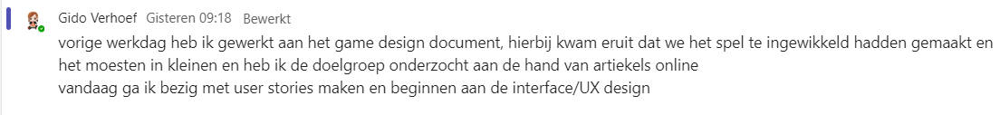 Gido Verhoef Gisteren 09:18 Bewerkt
vorige werkdag heb ik gewerkt aan het game design document, hierbij kwam eruit dat we het spel te ingewikkeld hadden gemaakt en
het moesten in kleinen en heb ik de doelgroep onderzocht aan de hand van artiekels online
vandaag ga ik bezig met user stories maken en beginnen aan de interface/UX design